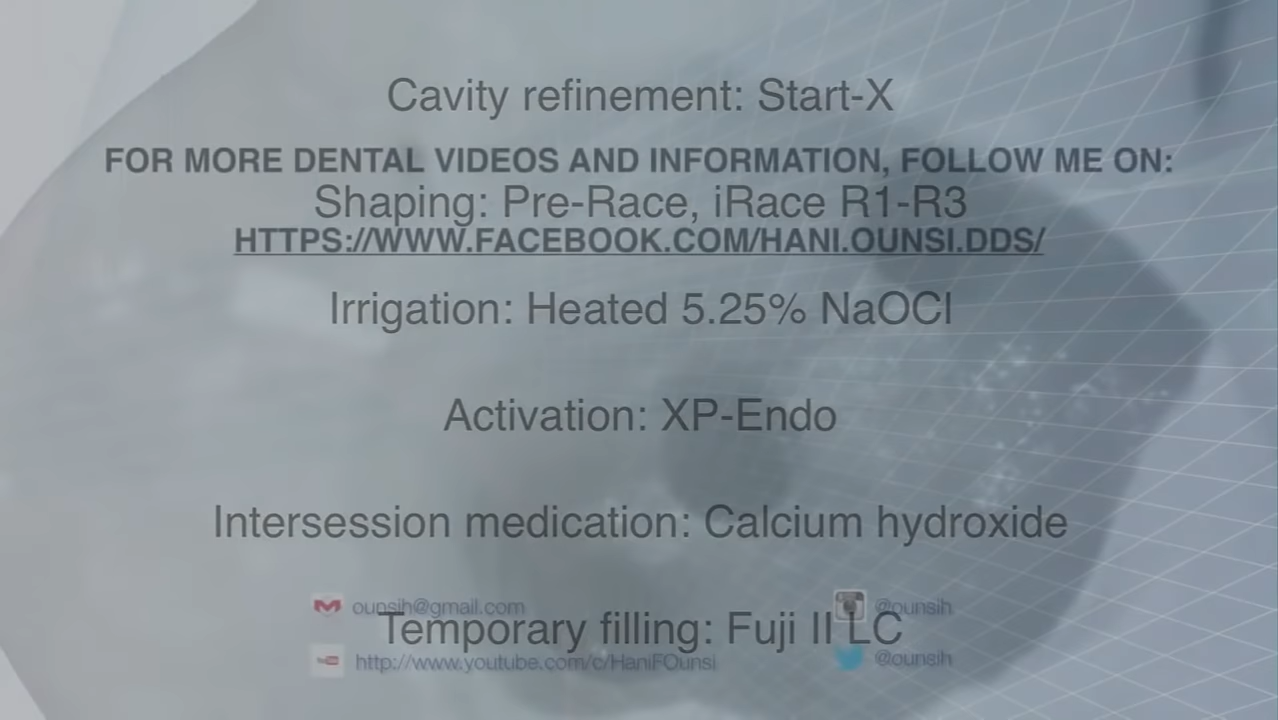 Cavity refinement: Start-X
FOR MORE DENTAL VIDEOS AND INFORMATION, FOLLOW ME ON:
Shaping: Pre-Race, iRace R1-R3
HTTPS://WWW.FACEBOOK.COM/HANI.OUNSI.DDS/
Irrigation: Heated 5.25% NaOCl
Activation: XP-Endo
Intersession medication: Calcium hydroxide
ounsih@gmail.com @ounsih
Temporary filling: Fuji II LC
http://www.youtube.com/c/HaniFOunsi @ounsih